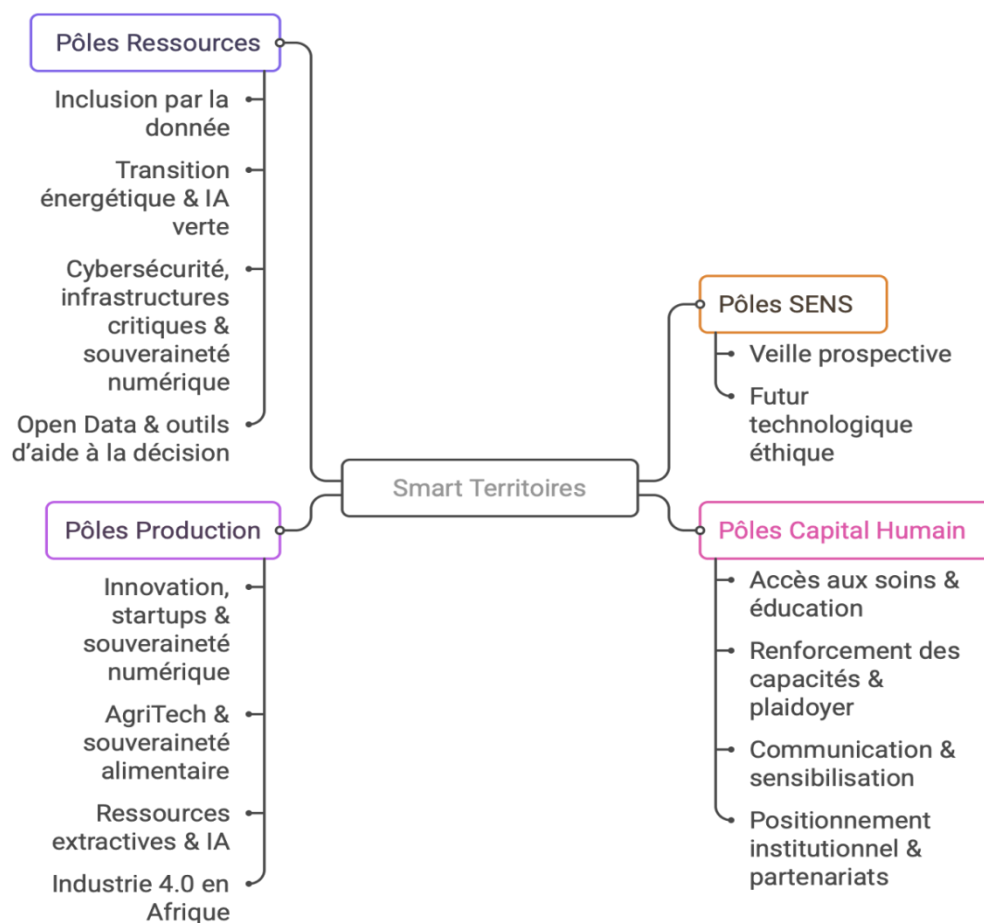 Pôles Ressources
Inclusion par la
donnée
Transition
énergétique & IA
verte
Cybersécurité,
infrastructures
critiques &
souveraineté
numérique
Open Data & outils
d’aide à la décision
Pôles Production
Innovation,
startups &
souveraineté
numérique
AgriTech &
souveraineté
alimentaire
Ressources
extractives & IA
Industrie 4.0 en
Afrique
Smart Territoires
Pôles SENS
Veille prospective
Futur
technologique
éthique
Pôles Capital Humain
Accès aux soins &
éducation
Renforcement des
capacités &
plaidoyer
Communication &
sensibilisation
Positionnement
institutionnel &
partenariats